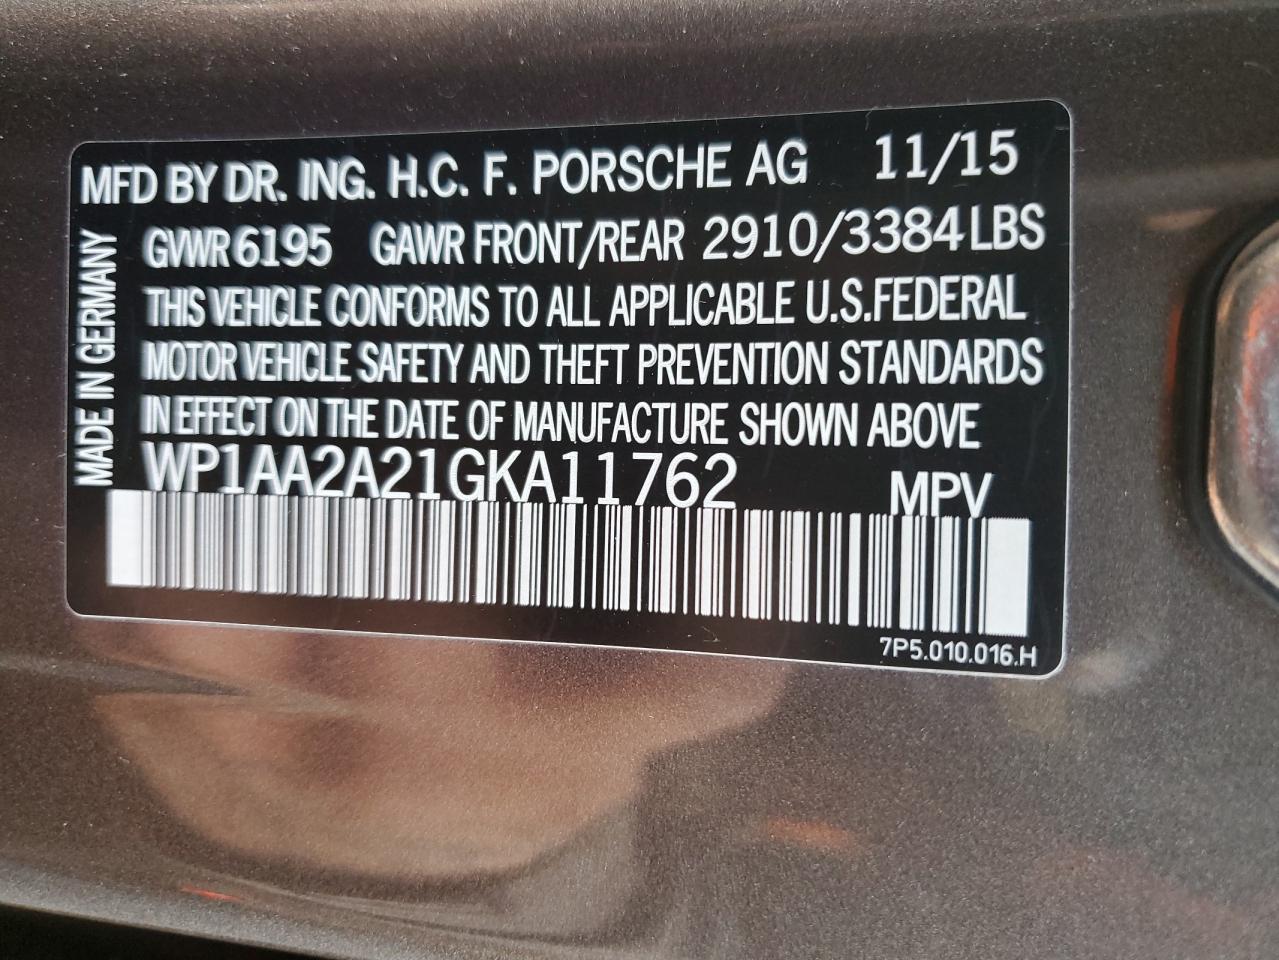 MFD BY DR. ING. H.C. F. PORSCHE AG 11/15
GVWR 6195 GAWR FRONT/REAR 2910/3384LBS
THIS VEHICLE CONFORMS TO ALL APPLICABLE U.S.FEDERAL
MOTOR VEHICLE SAFETY AND THEFT PREVENTION STANDARDS
IN EFFECT ON THE DATE OF MANUFACTURE SHOWN ABOVE
WP1AA2A21GKA11762 MPV
7P5.010.016.H
MADE IN GERMANY